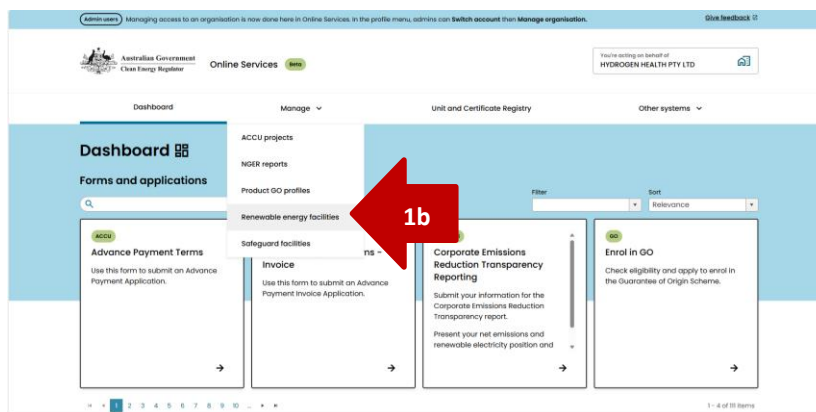 Admin users Managing access to an organisation is now done here in Online Services. In the profile menu, admins can Switch account then Manage organisation. Give feedback
Australian Government
Clean Energy Regulator
Online Services Beta
You're acting on behalf of
HYDROGEN HEALTH PTY LTD
Dashboard Manage Unit and Certificate Registry Other systems
ACCU projects
NGER reports
Product GO profiles
Renewable energy facilities
Safeguard facilities
1b
Dashboard
Forms and applications
Filter
Sort
Relevance
ACCU
Advance Payment Terms
Use this form to submit an Advance
Payment Application.
ns -
Invoice
Use this form to submit an Advance
Payment Invoice Application.
Corporate Emissions
Reduction Transparency
Reporting
Submit your information for the
Corporate Emissions Reduction
Transparency report.
Present your net emissions and
renewable electricity position and
GO
Enrol in GO
Check eligibility and apply to enrol in
the Guarantee of Origin Scheme.
1 2 3 4 5 6 7 8 9 10 ...
1 - 4 of 111 items